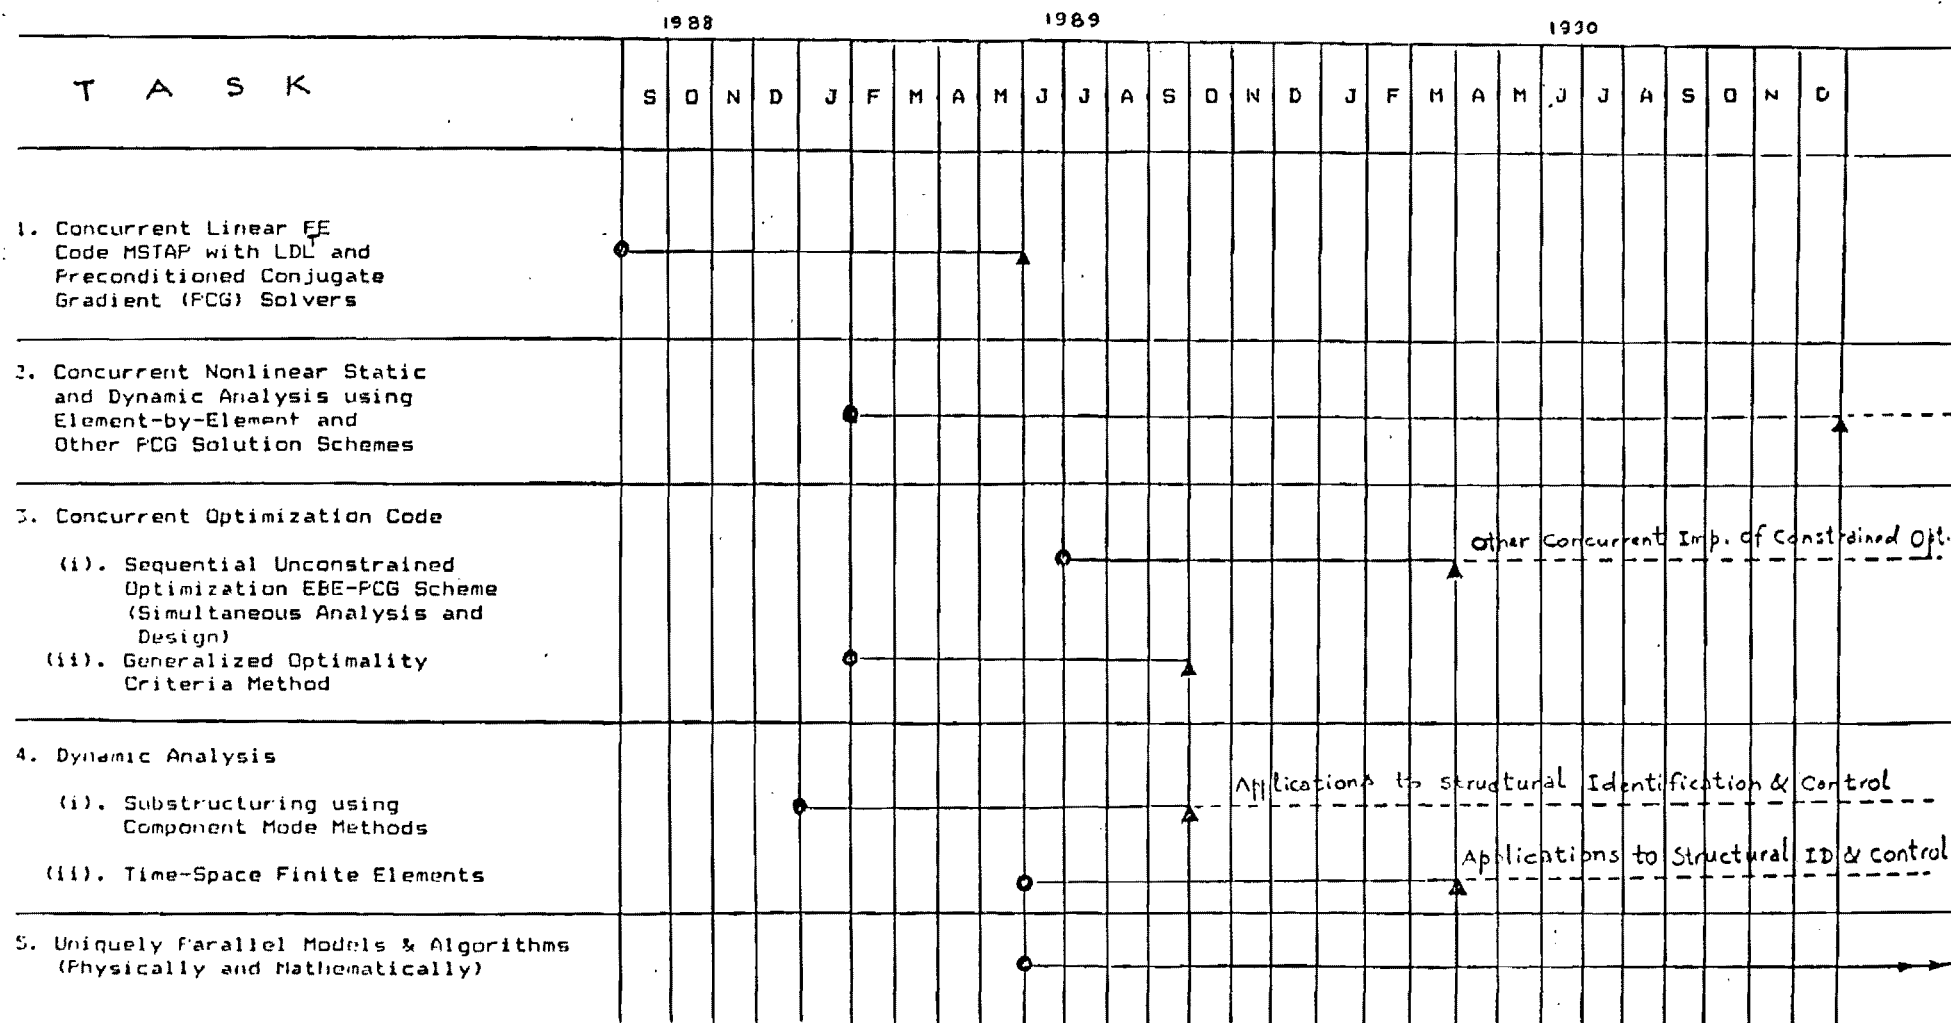 1988 1989 1990
TASK
S O N D J F M A M J J A S O N D J F M A M J J A S O N D
1. Concurrent Linear FE
Code MSTAP with LDL^T and
Preconditioned Conjugate
Gradient (PCG) Solvers
2. Concurrent Nonlinear Static
and Dynamic Analysis using
Element-by-Element and
Other PCG Solution Schemes
3. Concurrent Optimization Code
Other Concurrent Imp. of Constrained Opt.
(i). Sequential Unconstrained
Optimization EBE-PCG Scheme
(Simultaneous Analysis and
Design)
(ii). Generalized Optimality
Criteria Method
4. Dynamic Analysis
Applications to Structural Identification & Control
(i). Substructuring using
Component Mode Methods
Applications to Structural ID & Control
(ii). Time-Space Finite Elements
5. Uniquely Parallel Models & Algorithms
(Physically and Mathematically)